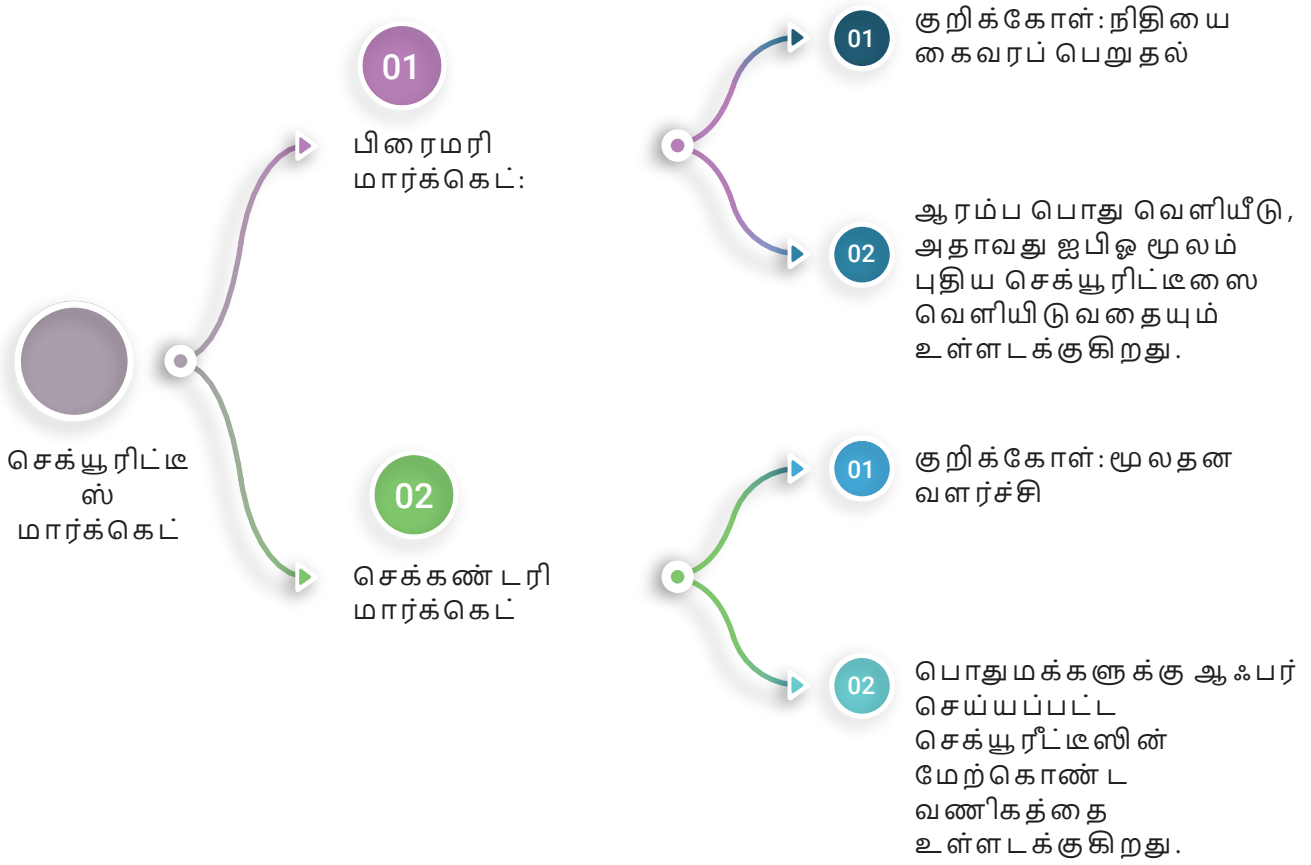 செக்யூரிட்டீ
ஸ்
மார்க்கெட்
01
பிரைமரி
மார்க்கெட்:
01
குறிக்கோள்:நிதியை
கைவரப் பெறுதல்
02
ஆரம்ப பொது வெளியீடு,
அதாவது ஐபிஓ மூலம்
புதிய செக்யூரிட்டீஸை
வெளியிடுவதையும்
உள்ளடக்குகிறது.
02
செக்கண்டரி
மார்க்கெட்
01
குறிக்கோள்:மூலதன
வளர்ச்சி
02
பொதுமக்களுக்கு ஆஃபர்
செய்யப்பட்ட
செக்யூரீட்டீஸின்
மேற்கொண்ட
வணிகத்தை
உள்ளடக்குகிறது.